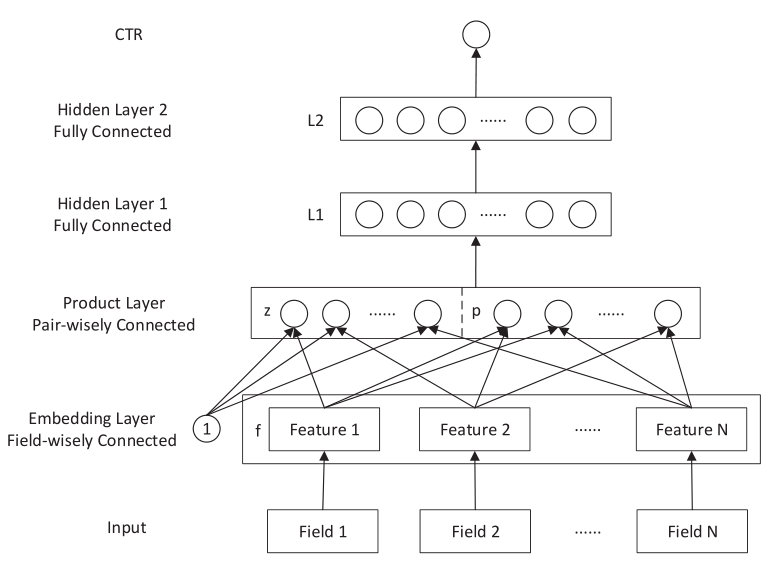 CTR
Hidden Layer 2
Fully Connected
L2
......
Hidden Layer 1
Fully Connected
L1
......
Product Layer
Pair-wisely Connected
z
......
p
......
Embedding Layer
Field-wisely Connected
1
f
Feature 1
Feature 2
......
Feature N
Input
Field 1
Field 2
......
Field N